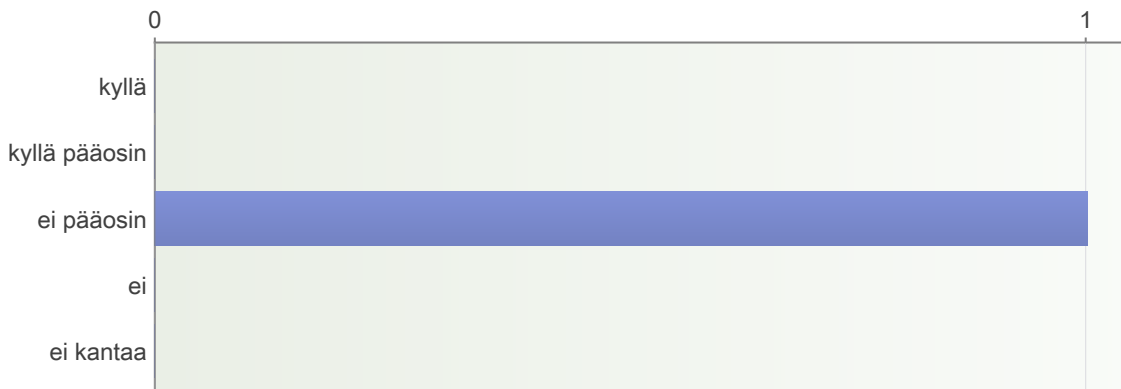 0 1
kyllä
kyllä pääosin
ei pääosin
ei
ei kantaa